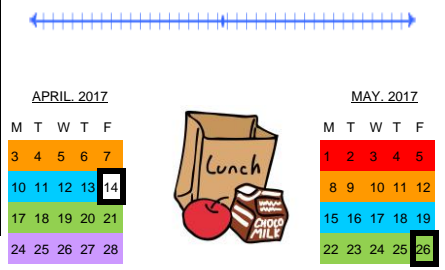 APRIL. 2017
M T W T F
3 4 5 6 7
10 11 12 13 14
17 18 19 20 21
24 25 26 27 28
Lunch
CHOCO
MILK
MAY. 2017
M T W T F
1 2 3 4 5
8 9 10 11 12
15 16 17 18 19
22 23 24 25 26